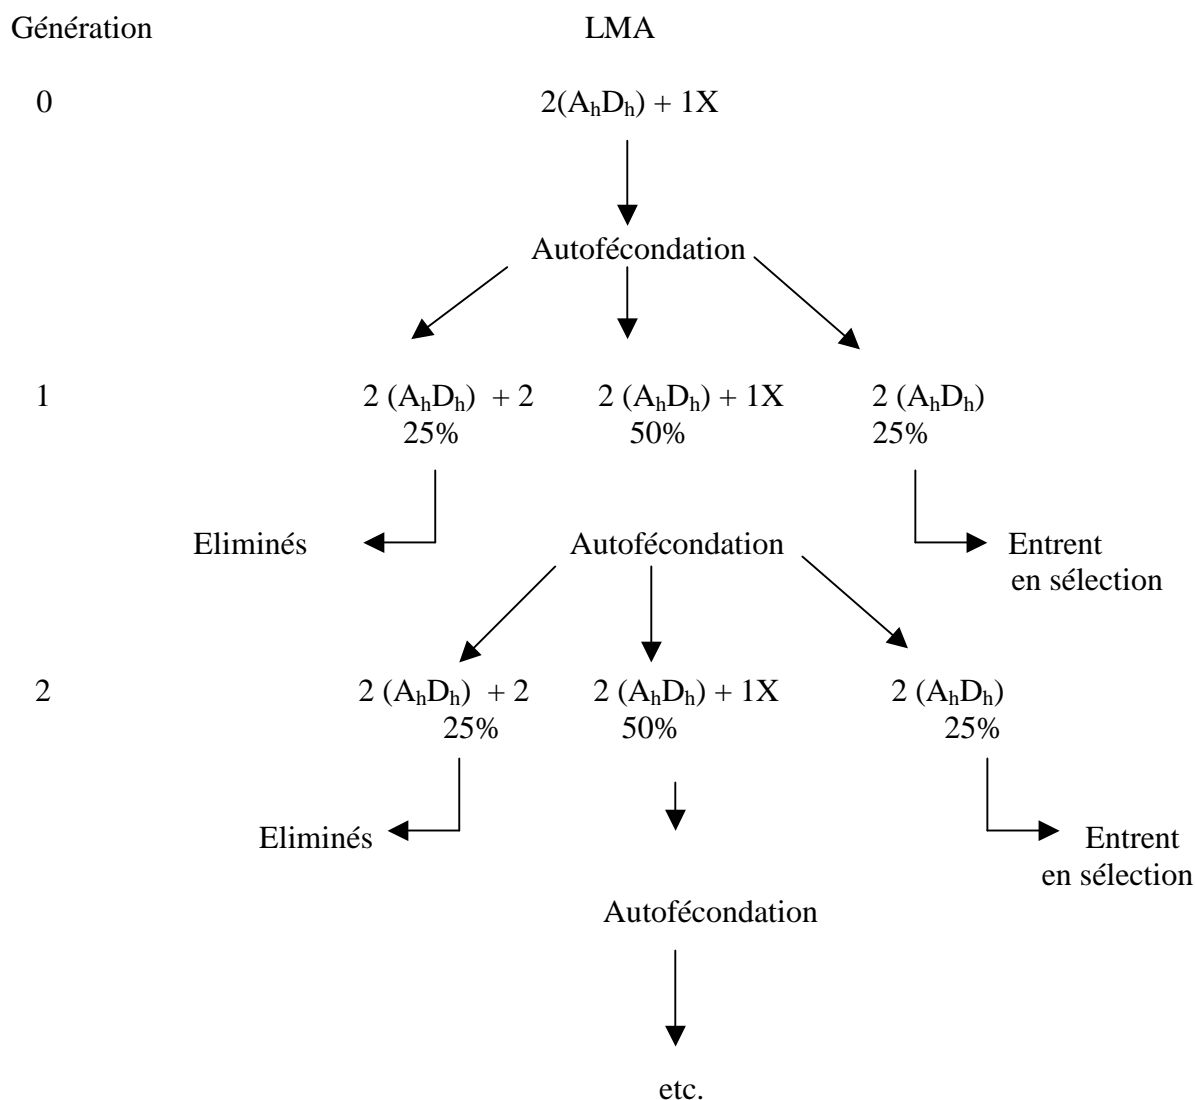 Génération LMA
0 2(AhDh) + 1X
Autofécondation
1 2 (AhDh) + 2 2 (AhDh) + 1X 2 (AhDh)
25% 50% 25%
Eliminés Autofécondation Entrent
en sélection
2 2 (AhDh) + 2 2 (AhDh) + 1X 2 (AhDh)
25% 50% 25%
Eliminés Entrent
en sélection
Autofécondation
etc.